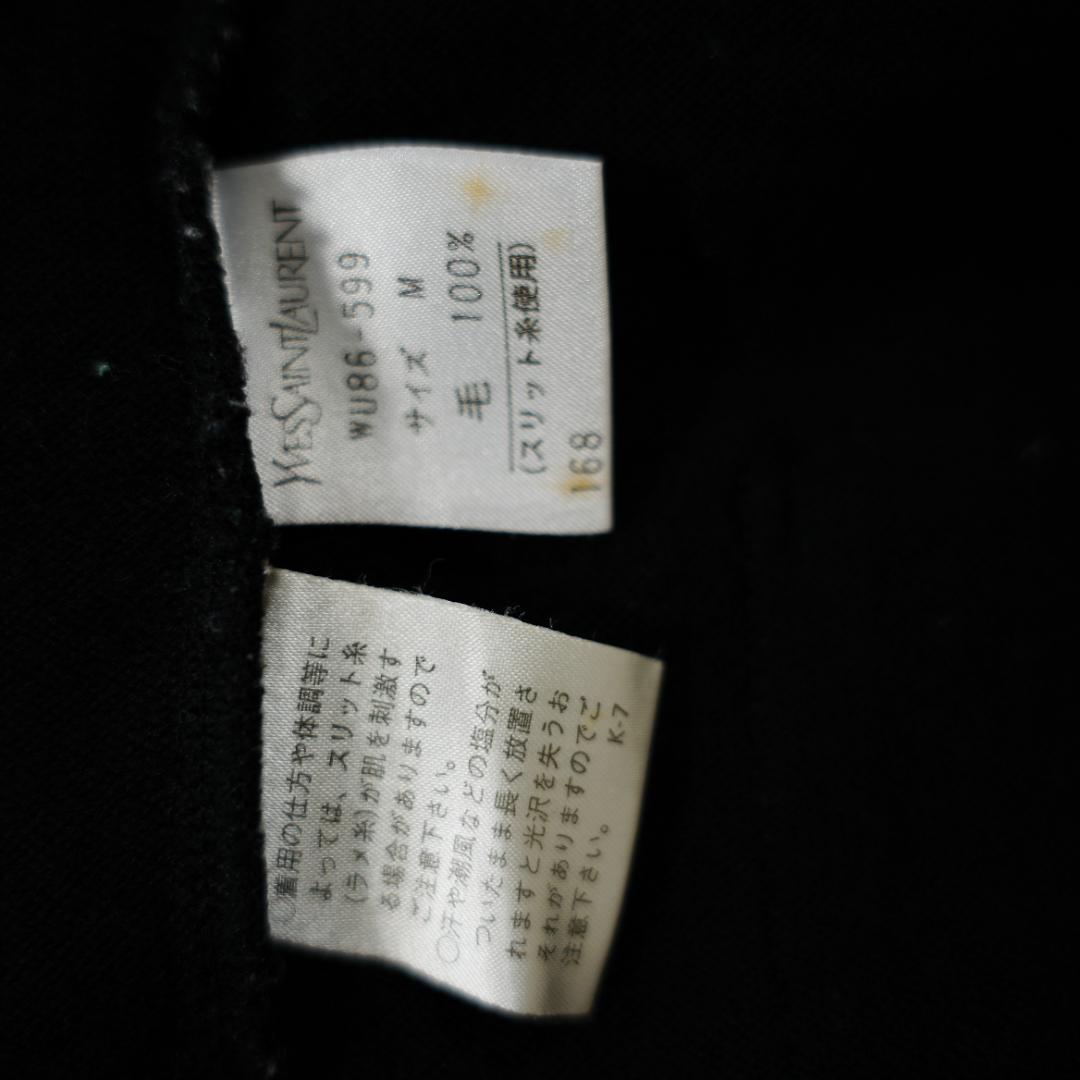 YVESSAINTLAURENT
WU86-599
サイズ M
毛 100%
(スリット糸使用)
168
○着用の仕方や体調等に
よっては、スリット糸
(ラメ糸)が肌を刺激す
る場合がありますので
ご注意下さい。
○汗や潮風などの塩分が
ついたまま長く放置さ
れますと光沢を失うお
それがありますのでご
注意下さい。
K-7